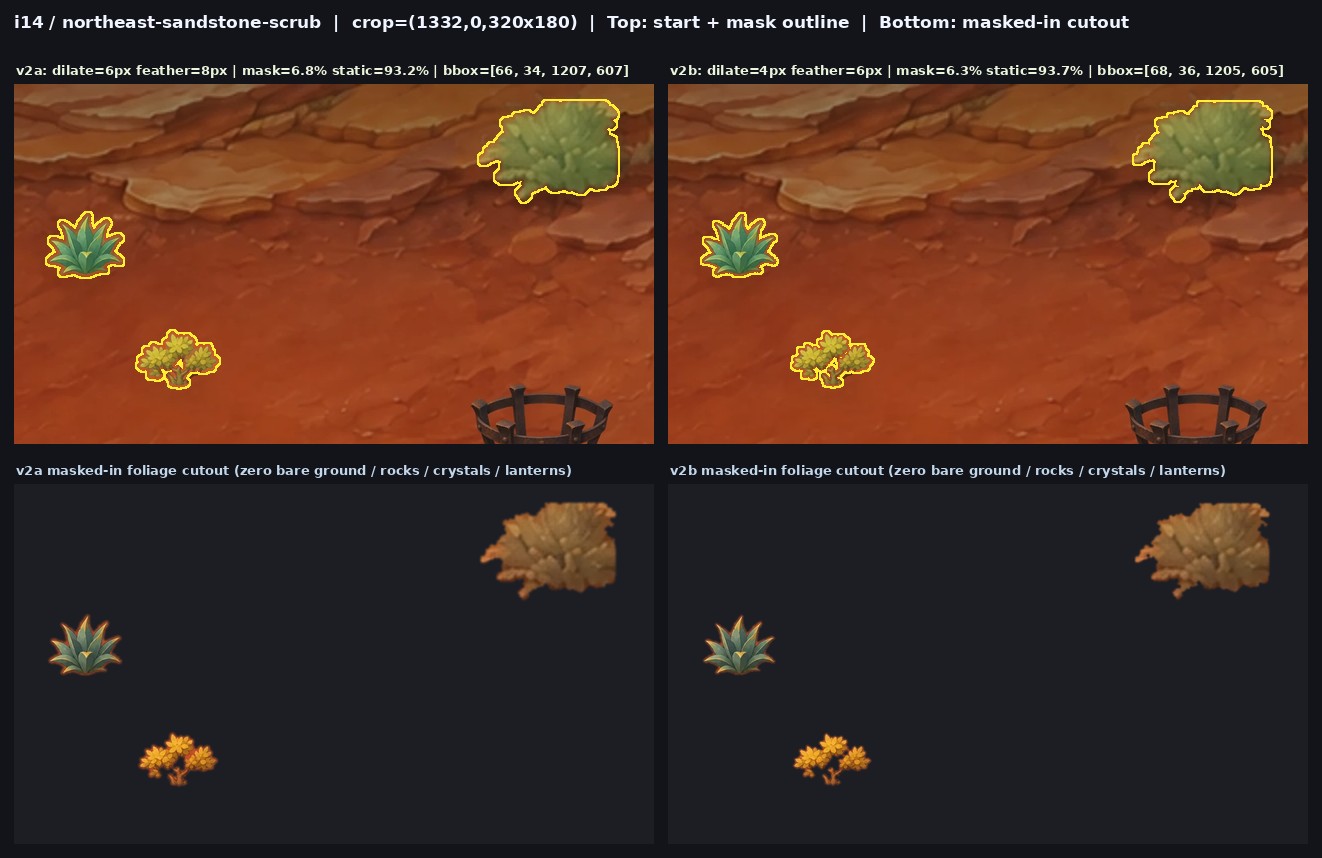 i14 / northeast-sandstone-scrub | crop=(1332,0,320x180) | Top: start + mask outline | Bottom: masked-in cutout
v2a: dilate=6px feather=8px | mask=6.8% static=93.2% | bbox=[66, 34, 1207, 607]
v2b: dilate=4px feather=6px | mask=6.3% static=93.7% | bbox=[68, 36, 1205, 605]
v2a masked-in foliage cutout (zero bare ground / rocks / crystals / lanterns)
v2b masked-in foliage cutout (zero bare ground / rocks / crystals / lanterns)